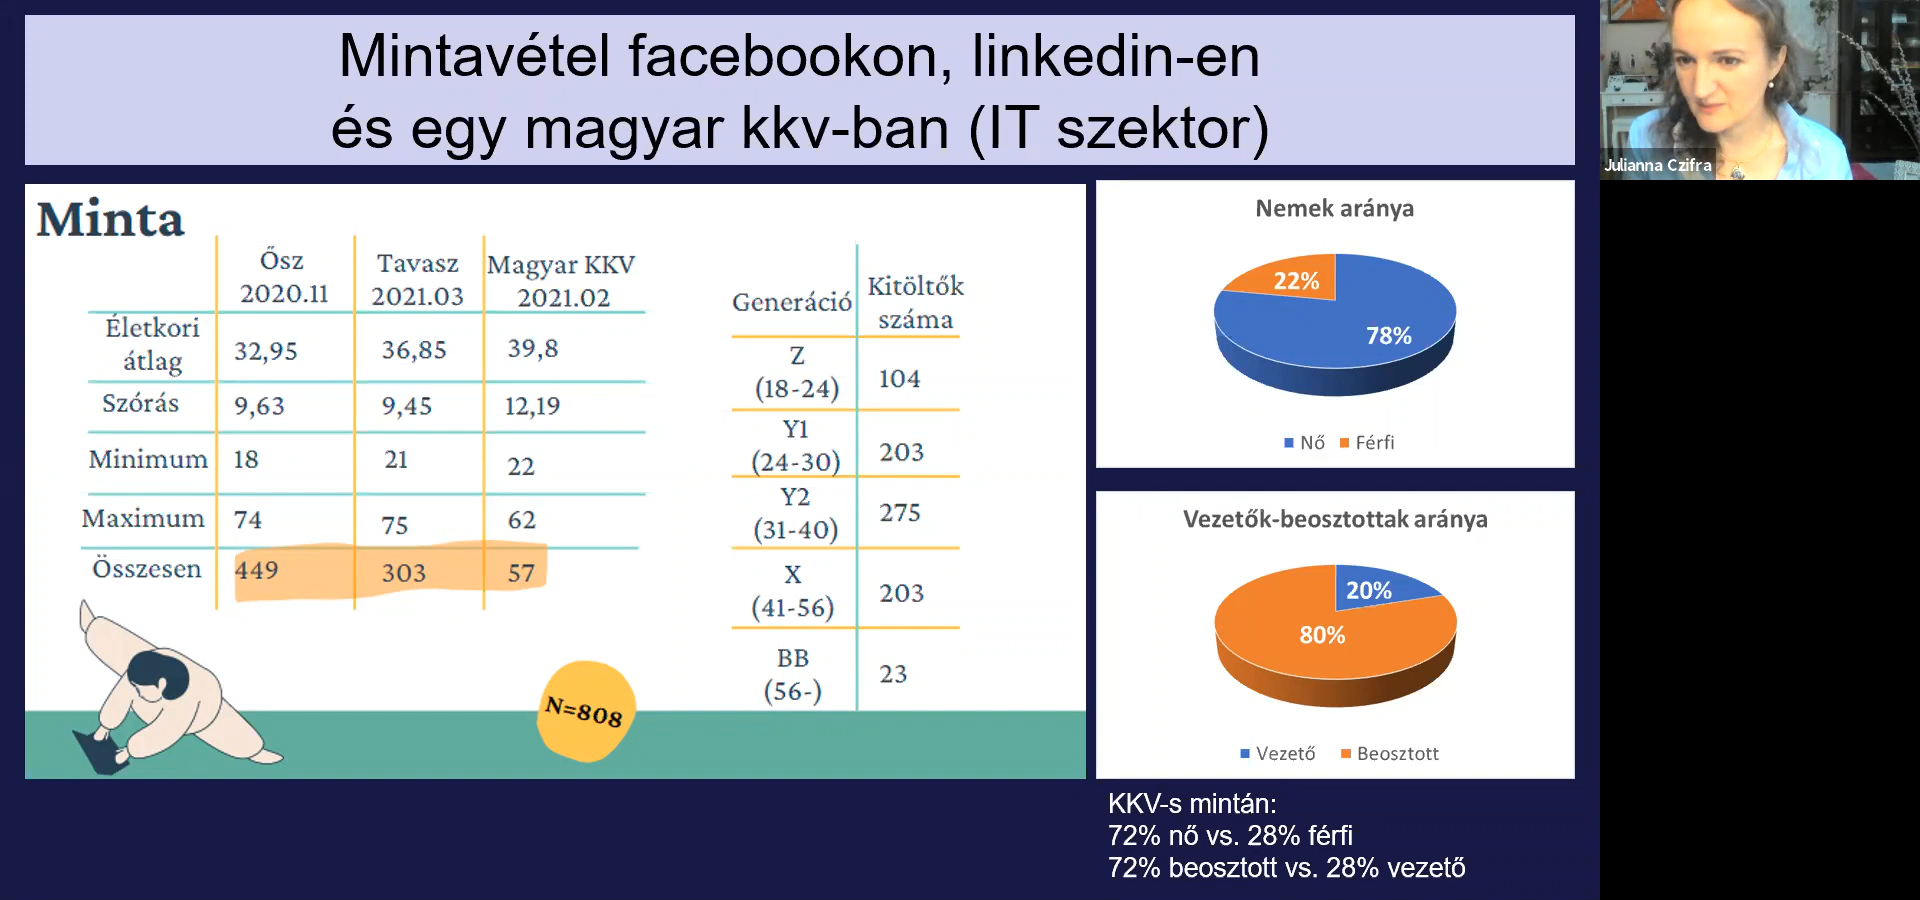 Mintavétel facebookon, linkedin-en
és egy magyar kkv-ban (IT szektor)
Julianna Czifra
Minta
Ősz
2020.11
Tavasz
2021.03
Magyar KKV
2021.02
Életkori
átlag
32,95
36,85
39,8
Szórás
9,63
9,45
12,19
Minimum
18
21
22
Maximum
74
75
62
Összesen
449
303
57
N=808
Generáció
Kitöltők
száma
Z
(18-24)
104
Y1
(24-30)
203
Y2
(31-40)
275
X
(41-56)
203
BB
(56-)
23
Nemek aránya
22%
78%
Nő Férfi
Vezetők-beosztottak aránya
20%
80%
Vezető Beosztott
KKV-s mintán:
72% nő vs. 28% férfi
72% beosztott vs. 28% vezető